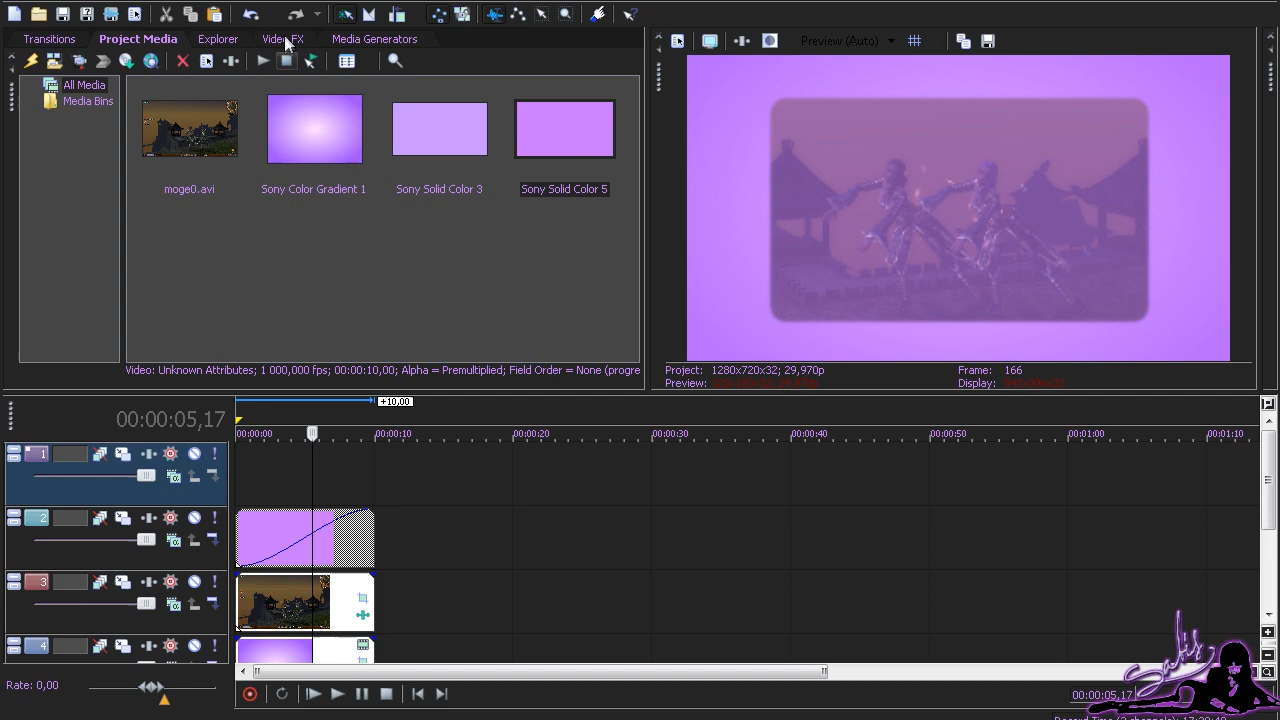 Transitions Project Media Explorer Video FX Media Generators
Preview (Auto)
All Media
Media Bins
moge0.avi Sony Color Gradient 1 Sony Solid Color 3 Sony Solid Color 5
Video: Unknown Attributes; 1 000,000 fps; 00:00:10,00; Alpha = Premultiplied; Field Order = None (progre
Project: 1280x720x32; 29,970p Frame: 166
Preview: Display:
00:00:05,17
+10,00
00:00:00 00:00:10 00:00:20 00:00:30 00:00:40 00:00:50 00:01:00 00:01:10
1
2
3
4
Rate: 0,00
00:00:05,17
Saks